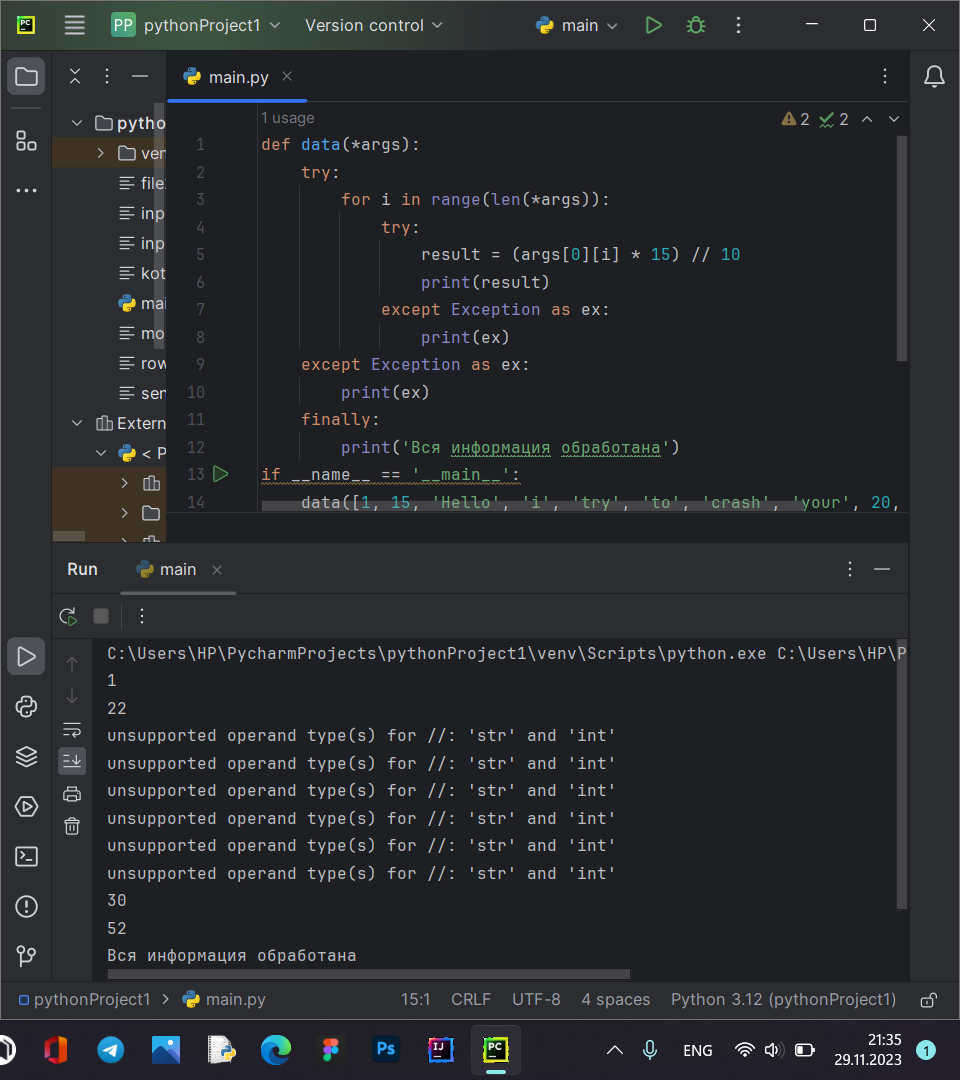 PC PP pythonProject1 Version control main
main.py
pytho
ver
file
inp
inp
kot
mai
mo
row
sen
Extern
< P
1 usage
2 2
1 def data(*args):
2 try:
3 for i in range(len(*args)):
4 try:
5 result = (args[0][i] * 15) // 10
6 print(result)
7 except Exception as ex:
8 print(ex)
9 except Exception as ex:
10 print(ex)
11 finally:
12 print('Вся информация обработана')
13 if __name__ == '__main__':
14 data([1, 15, 'Hello', 'i', 'try', 'to', 'crash', 'your', 20,
Run main
C:\Users\HP\PycharmProjects\pythonProject1\venv\Scripts\python.exe C:\Users\HP\P
1
22
unsupported operand type(s) for //: 'str' and 'int'
unsupported operand type(s) for //: 'str' and 'int'
unsupported operand type(s) for //: 'str' and 'int'
unsupported operand type(s) for //: 'str' and 'int'
unsupported operand type(s) for //: 'str' and 'int'
unsupported operand type(s) for //: 'str' and 'int'
30
52
Вся информация обработана
pythonProject1 > main.py 15:1 CRLF UTF-8 4 spaces Python 3.12 (pythonProject1)
Ps IJ PC ENG 21:35
29.11.2023 1